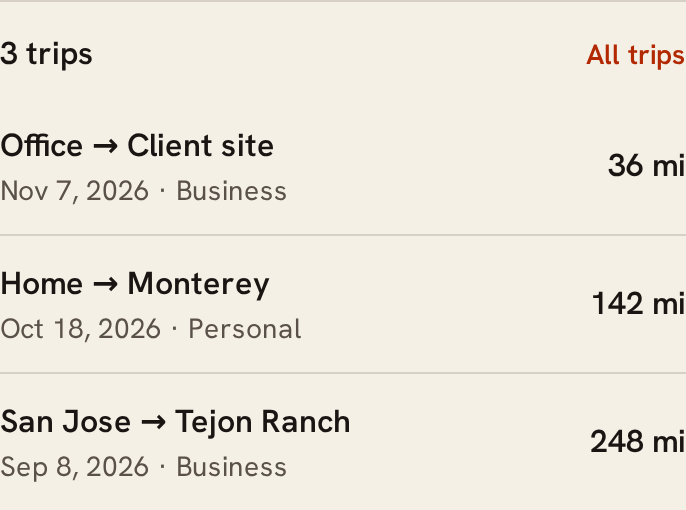 3 trips
All trips
Office → Client site
36 mi
Nov 7, 2026 · Business
Home → Monterey
142 mi
Oct 18, 2026 · Personal
San Jose → Tejon Ranch
248 mi
Sep 8, 2026 · Business